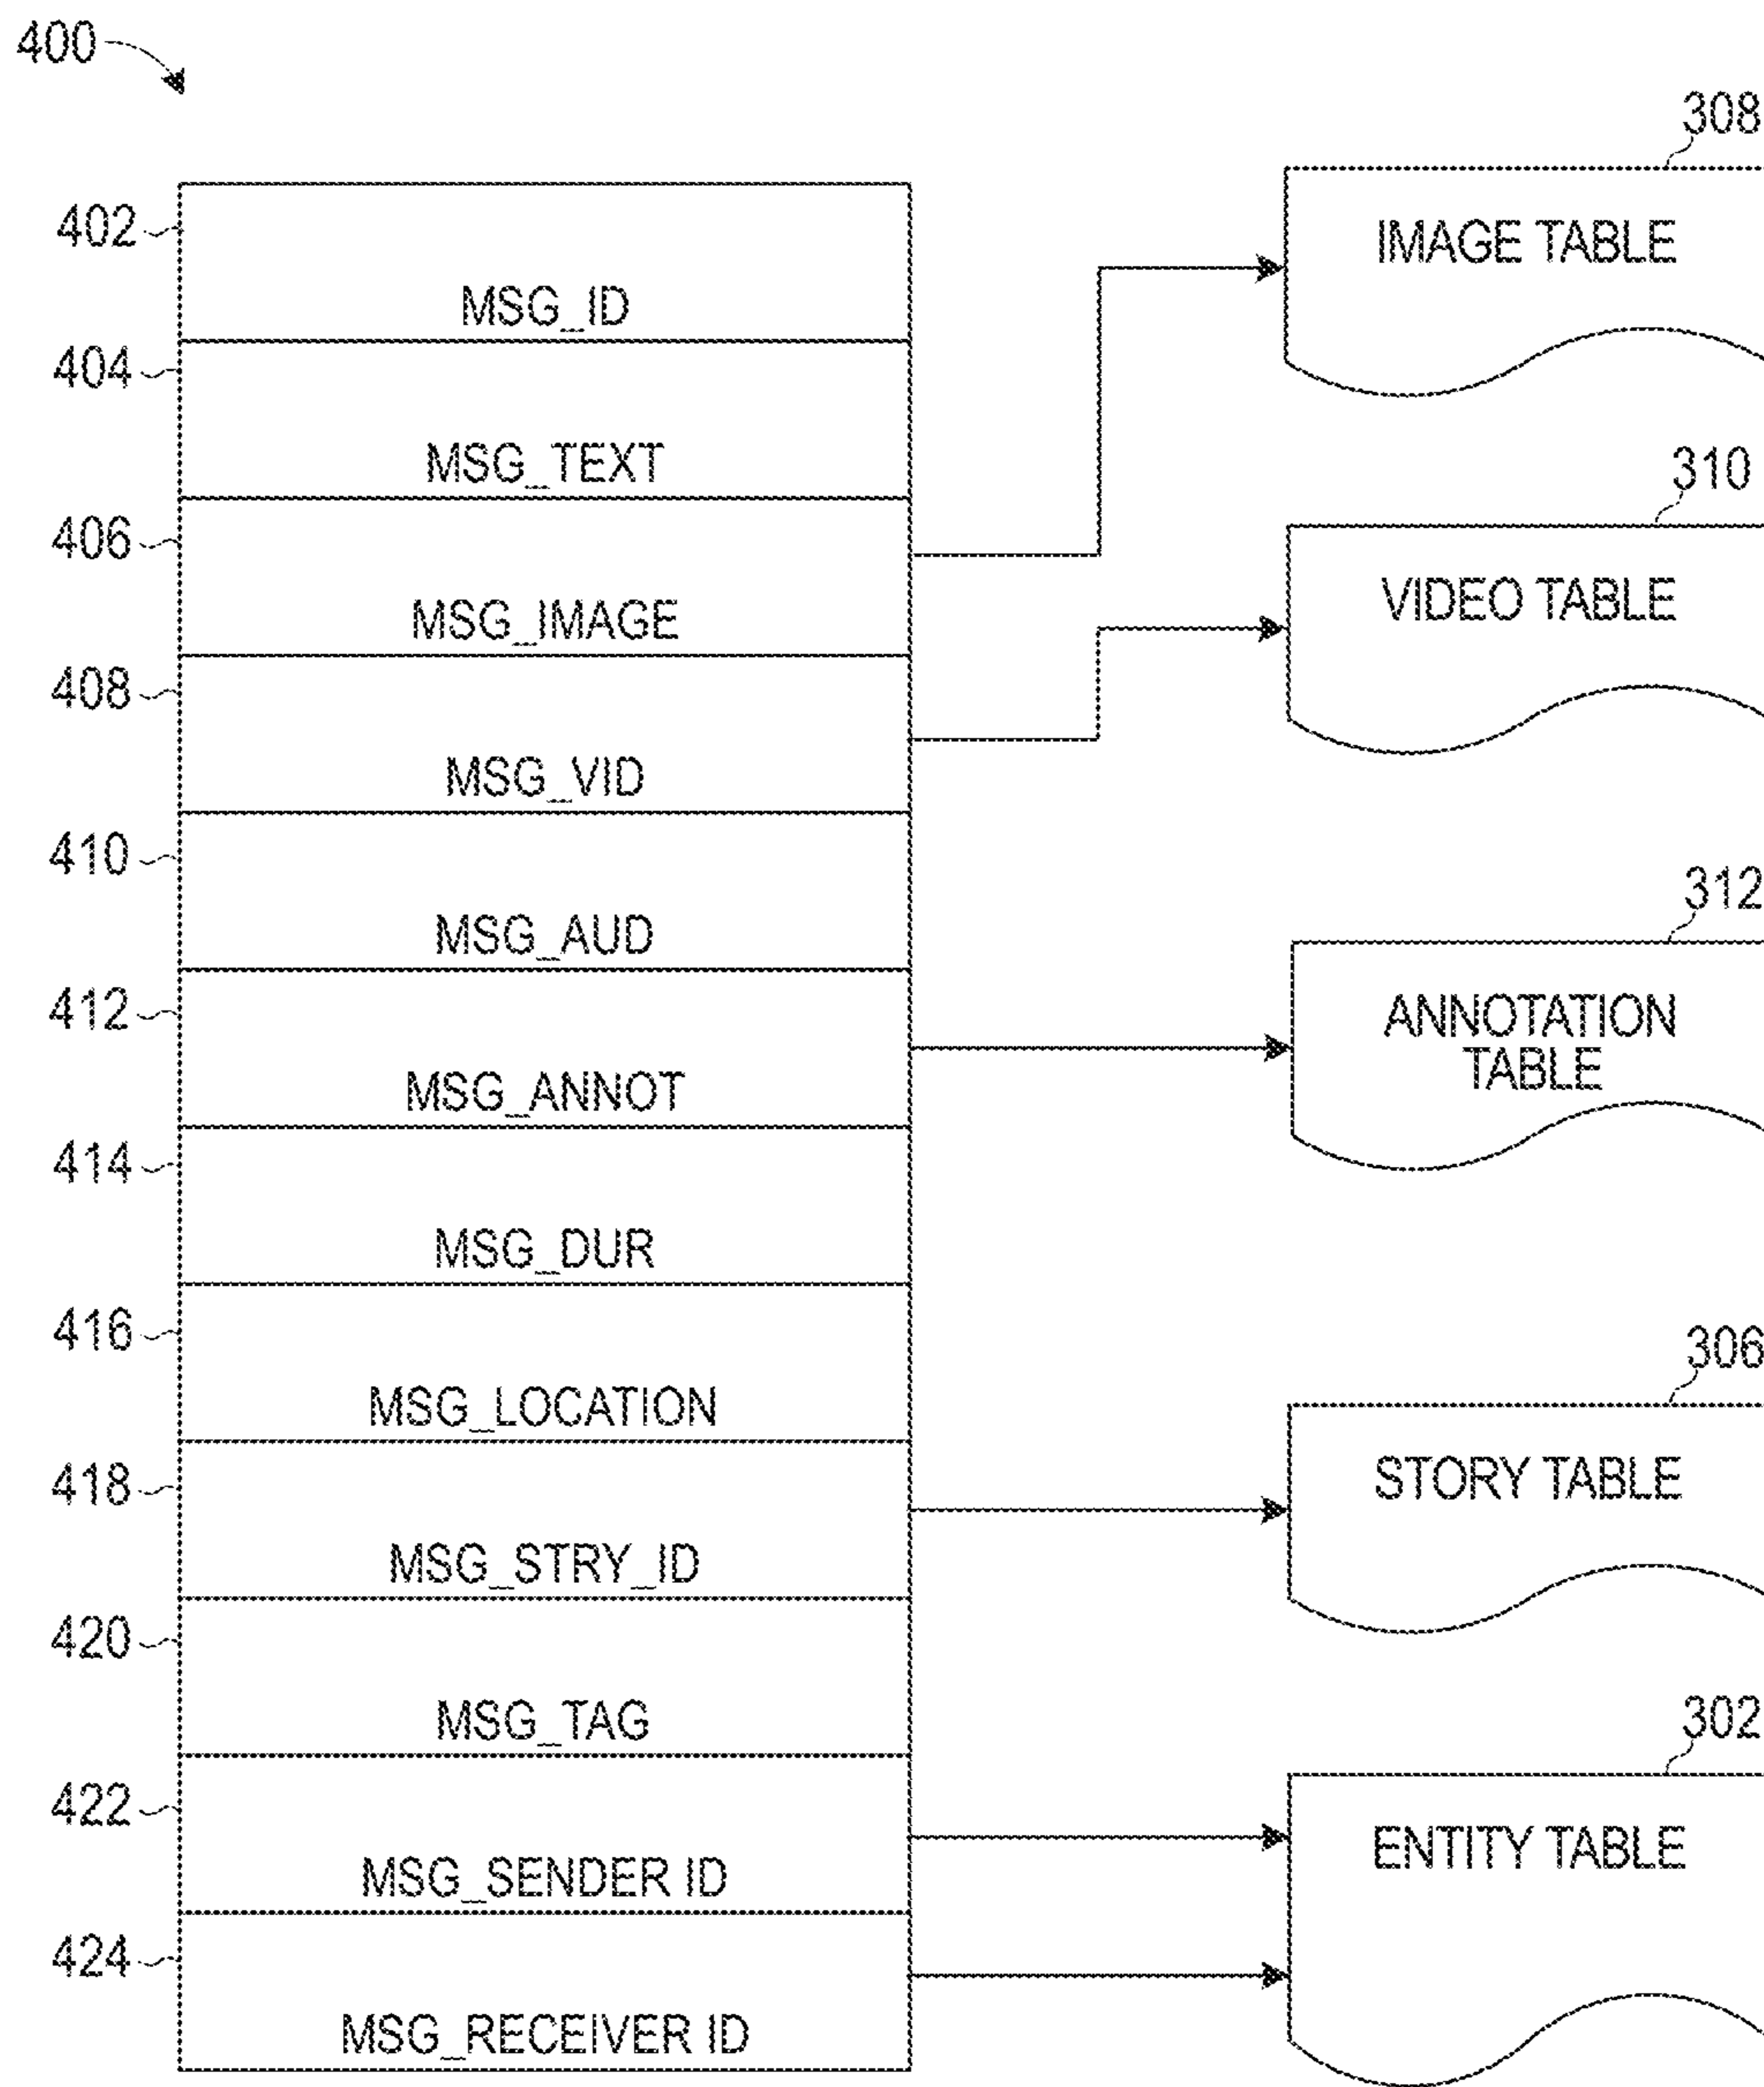 400
308
402
IMAGE TABLE
MSG_ID
404
MSG_TEXT
310
406
VIDEO TABLE
MSG_IMAGE
408
MSG_VID
410
312
MSG_AUD
412
ANNOTATION
TABLE
MSG_ANNOT
414
MSG_DUR
416
306
MSG_LOCATION
418
STORY TABLE
MSG_STRY_ID
420
MSG_TAG
302
422
ENTITY TABLE
MSG_SENDER ID
424
MSG_RECEIVER ID